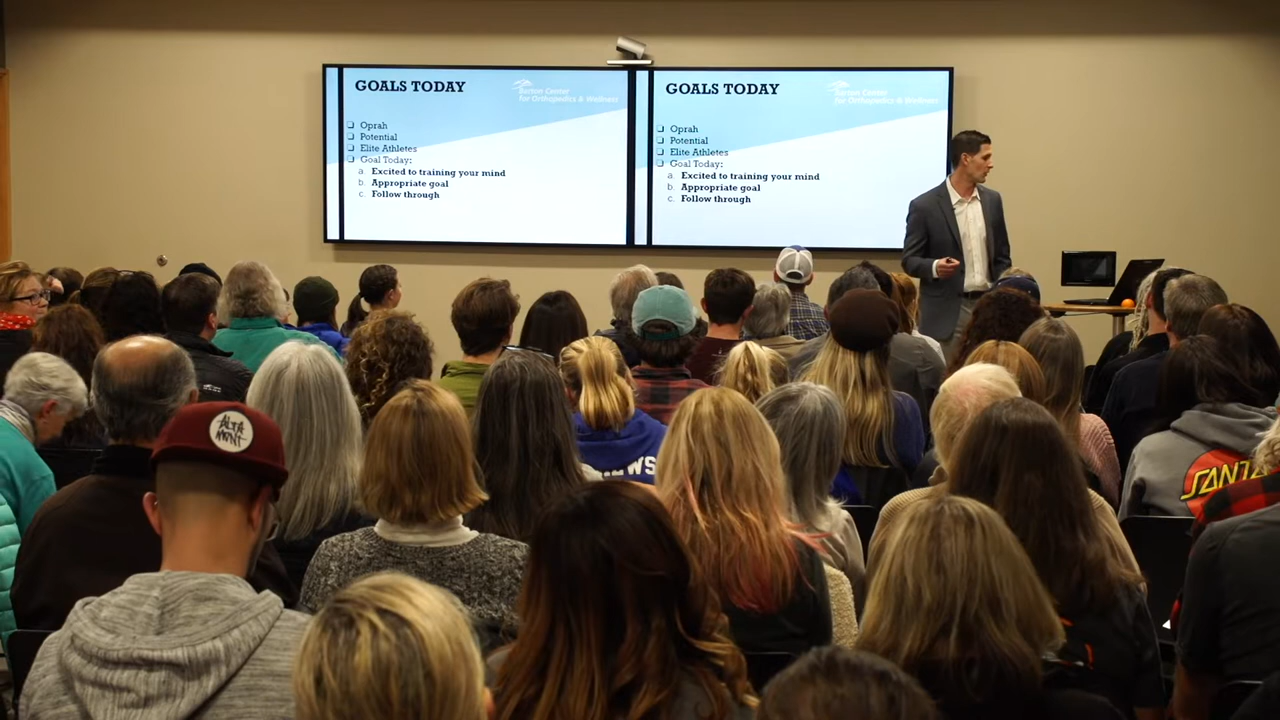 GOALS TODAY
Barton Center
for Orthopedics & Wellness
❑ Oprah
❑ Potential
❑ Elite Athletes
❑ Goal Today:
a. Excited to training your mind
b. Appropriate goal
c. Follow through
GOALS TODAY
Barton Center
for Orthopedics & Wellness
❑ Oprah
❑ Potential
❑ Elite Athletes
❑ Goal Today:
a. Excited to training your mind
b. Appropriate goal
c. Follow through
ALTA
MONT
SANTA